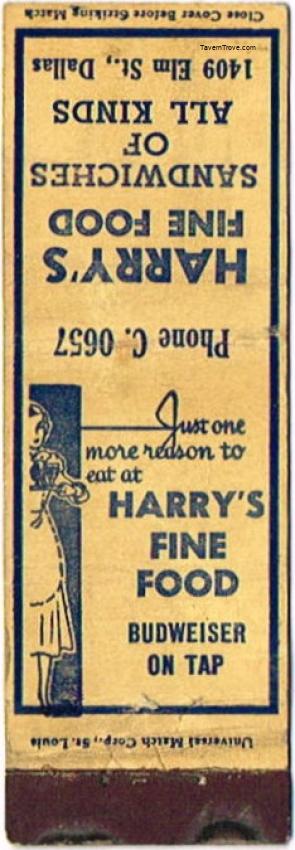 Close Cover Before Striking Match
TavernTrove.com
1409 Elm St., Dallas
ALL KINDS
OF
SANDWICHES
FINE FOOD
HARRY'S
Phone C. 0657
Just one
more reason to
eat at
HARRY'S
FINE
FOOD
BUDWEISER
ON TAP
Universal Match Corp., St. Louis